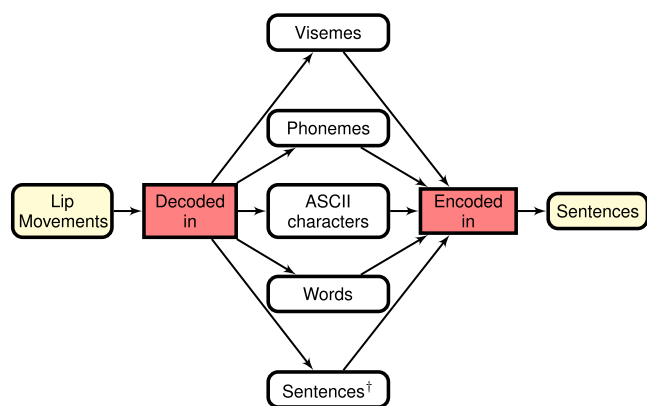 Visemes
Phonemes
Lip
Movements
Decoded
in
ASCII
characters
Encoded
in
Sentences
Words
Sentences†